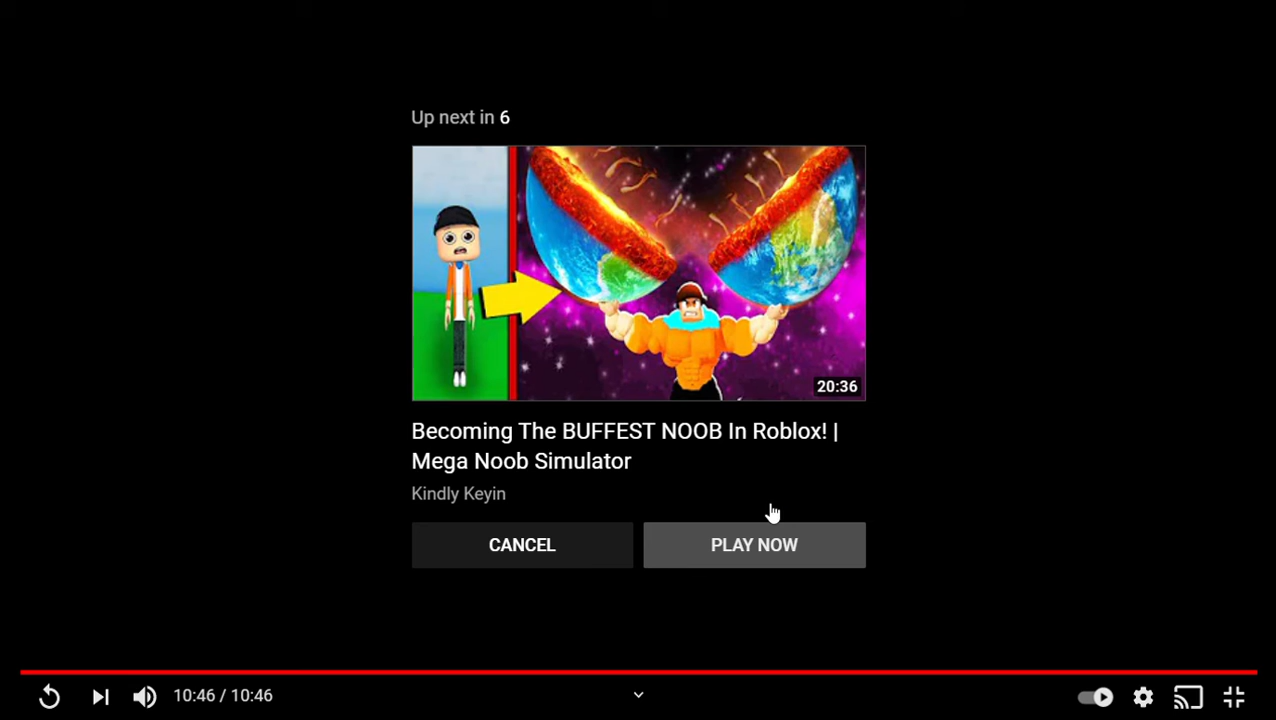 Up next in 6
20:36
Becoming The BUFFEST NOOB In Roblox! |
Mega Noob Simulator
Kindly Keyin
CANCEL
PLAY NOW
10:46 / 10:46